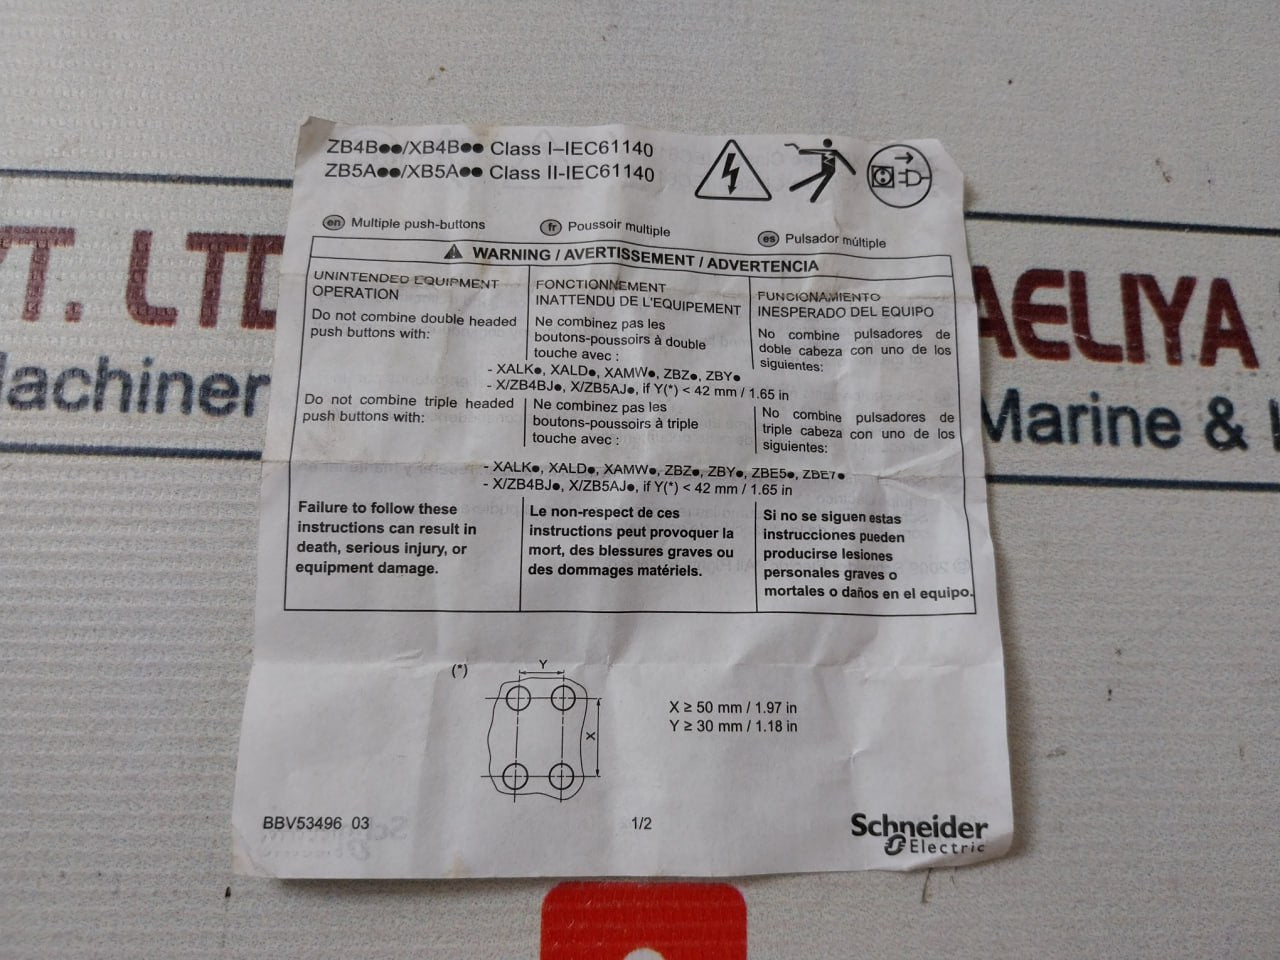 ZB4B●●/XB4B●● Class I–IEC61140
ZB5A●●/XB5A●● Class II-IEC61140
en Multiple push-buttons
fr Poussoir multiple
es Pulsador múltiple
WARNING / AVERTISSEMENT / ADVERTENCIA
UNINTENDED EQUIPMENT
OPERATION
Do not combine double headed
push buttons with:
FONCTIONNEMENT
INATTENDU DE L'EQUIPEMENT
Ne combinez pas les
boutons-poussoirs à double
touche avec :
FUNCIONAMIENTO
INESPERADO DEL EQUIPO
No combine pulsadores de
doble cabeza con uno de los
siguientes:
- XALK●, XALD●, XAMW●, ZBZ●, ZBY●
- X/ZB4BJ●, X/ZB5AJ●, if Y(*) < 42 mm / 1.65 in
Do not combine triple headed
push buttons with:
Ne combinez pas les
boutons-poussoirs à triple
touche avec :
No combine pulsadores de
triple cabeza con uno de los
siguientes:
- XALK●, XALD●, XAMW●, ZBZ●, ZBY●, ZBE5●, ZBE7●
- X/ZB4BJ●, X/ZB5AJ●, if Y(*) < 42 mm / 1.65 in
Failure to follow these
instructions can result in
death, serious injury, or
equipment damage.
Le non-respect de ces
instructions peut provoquer la
mort, des blessures graves ou
des dommages matériels.
Si no se siguen estas
instrucciones pueden
producirse lesiones
personales graves o
mortales o daños en el equipo.
(*)
Y
X
X ≥ 50 mm / 1.97 in
Y ≥ 30 mm / 1.18 in
BBV53496 03
1/2
Schneider
Electric
VT. LTD
AELIYA
Machiner
Marine &